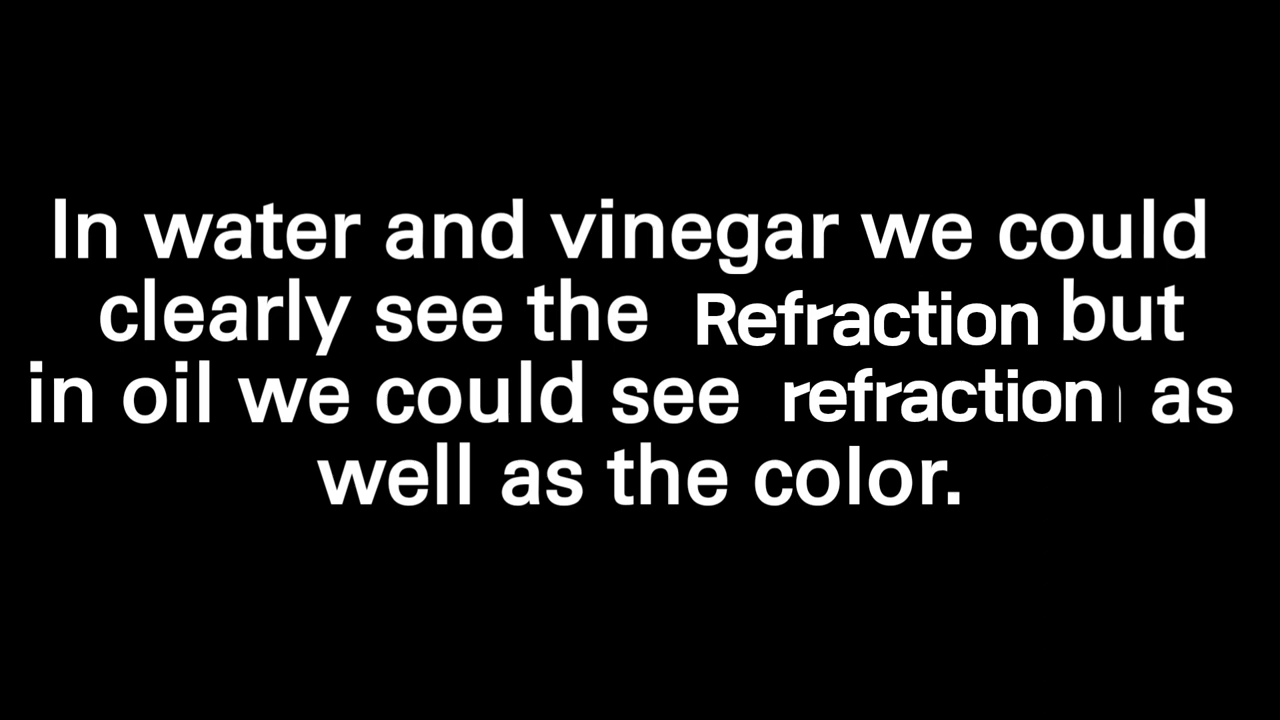 In water and vinegar we could
clearly see the Refraction but
in oil we could see refraction as
well as the color.